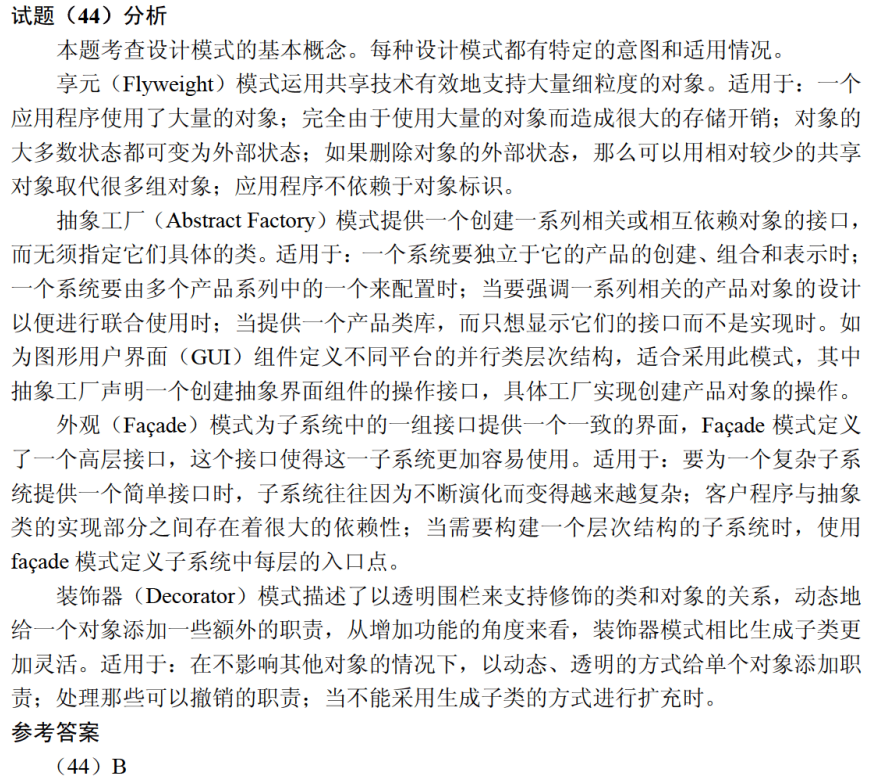 试题（44）分析
本题考查设计模式的基本概念。每种设计模式都有特定的意图和适用情况。
享元（Flyweight）模式运用共享技术有效地支持大量细粒度的对象。适用于：一个
应用程序使用了大量的对象；完全由于使用大量的对象而造成很大的存储开销；对象的
大多数状态都可变为外部状态；如果删除对象的外部状态，那么可以用相对较少的共享
对象取代很多组对象；应用程序不依赖于对象标识。
抽象工厂（Abstract Factory）模式提供一个创建一系列相关或相互依赖对象的接口，
而无须指定它们具体的类。适用于：一个系统要独立于它的产品的创建、组合和表示时；
一个系统要由多个产品系列中的一个来配置时；当要强调一系列相关的产品对象的设计
以便进行联合使用时；当提供一个产品类库，而只想显示它们的接口而不是实现时。如
为图形用户界面（GUI）组件定义不同平台的并行类层次结构，适合采用此模式，其中
抽象工厂声明一个创建抽象界面组件的操作接口，具体工厂实现创建产品对象的操作。
外观（Façade）模式为子系统中的一组接口提供一个一致的界面，Façade 模式定义
了一个高层接口，这个接口使得这一子系统更加容易使用。适用于：要为一个复杂子系
统提供一个简单接口时，子系统往往因为不断演化而变得越来越复杂；客户程序与抽象
类的实现部分之间存在着很大的依赖性；当需要构建一个层次结构的子系统时，使用
façade 模式定义子系统中每层的入口点。
装饰器（Decorator）模式描述了以透明围栏来支持修饰的类和对象的关系，动态地
给一个对象添加一些额外的职责，从增加功能的角度来看，装饰器模式相比生成子类更
加灵活。适用于：在不影响其他对象的情况下，以动态、透明的方式给单个对象添加职
责；处理那些可以撤销的职责；当不能采用生成子类的方式进行扩充时。
参考答案
（44）B